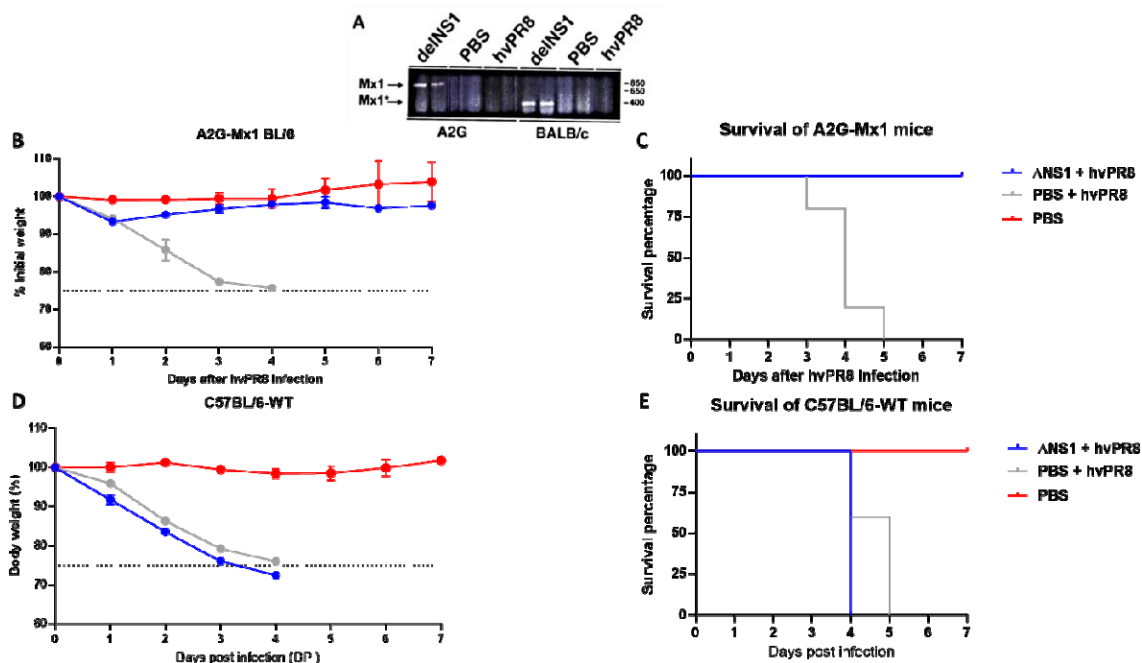 A
delNS1 PBS hvPR8 delNS1 PBS hvPR8
Mx1
Mx1*
850
650
400
A2G BALB/c
B
A2G-Mx1 BL/6
% Initial weight
110
100
90
80
70
60
0 1 2 3 4 5 6 7
Days after hvPR8 Infection
C
Survival of A2G-Mx1 mice
Survival percentage
100
75
50
25
0
0 1 2 3 4 5 6 7
Days after hvPR8 Infection
ΛNS1 + hvPR8
PBS + hvPR8
PBS
D
C57BL/6-WT
Body weight (%)
110
100
90
80
70
60
0 1 2 3 4 5 6 7
Days post infection (DP )
E
Survival of C57BL/6-WT mice
Survival percentage
100
75
50
25
0
0 1 2 3 4 5 6 7
Days post infection
ΛNS1 + hvPR8
PBS + hvPR8
PBS